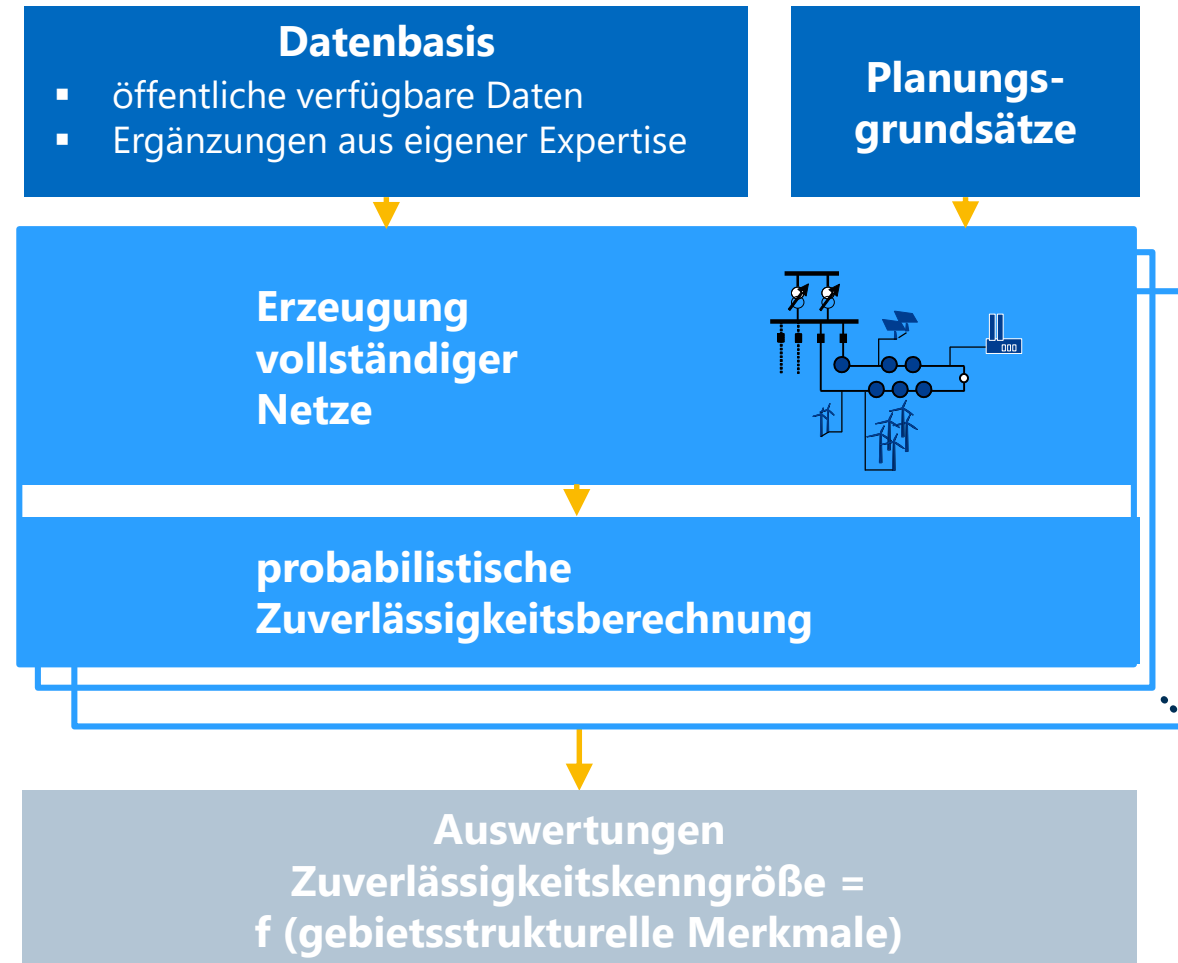 Datenbasis
▪ öffentliche verfügbare Daten
▪ Ergänzungen aus eigener Expertise
Planungs-
grundsätze
Erzeugung
vollständiger
Netze
probabilistische
Zuverlässigkeitsberechnung
Auswertungen
Zuverlässigkeitskenngröße =
f (gebietsstrukturelle Merkmale)